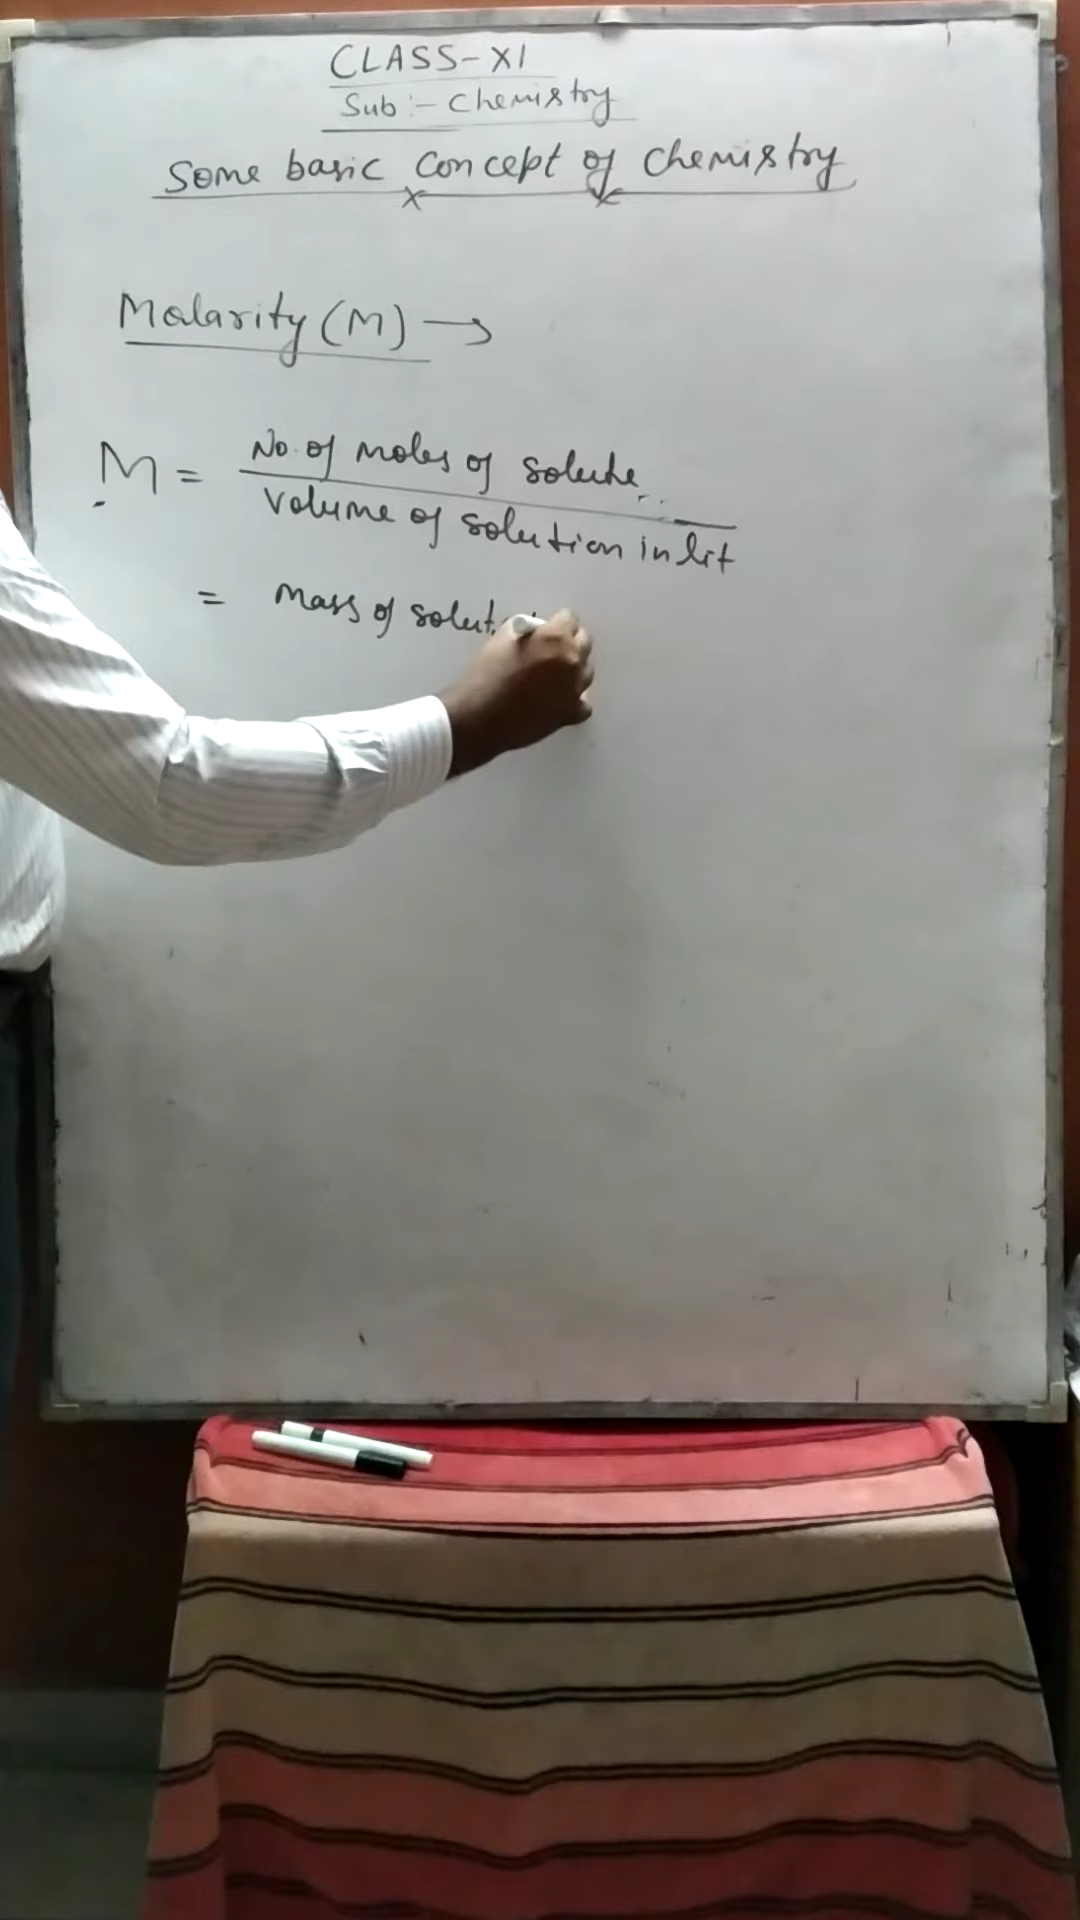 CLASS-XI
Sub:- Chemistry
Some basic concept of chemistry
Molarity (M) →
M = No. of moles of solute / Volume of solution in lit
= Mass of solut